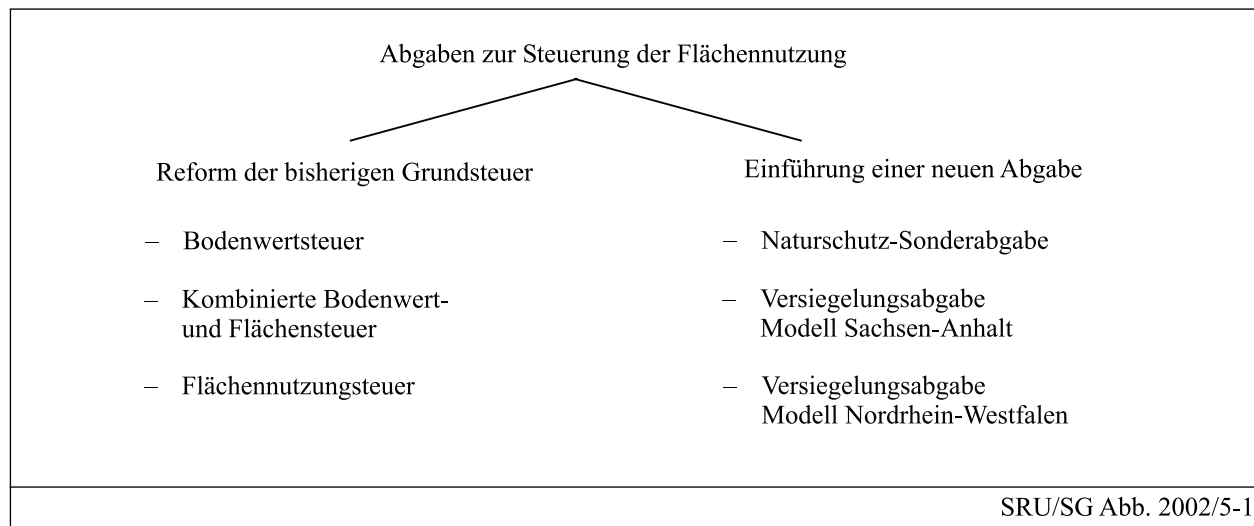 Abgaben zur Steuerung der Flächennutzung
Reform der bisherigen Grundsteuer
– Bodenwertsteuer
– Kombinierte Bodenwert-
und Flächensteuer
– Flächennutzungsteuer
Einführung einer neuen Abgabe
– Naturschutz-Sonderabgabe
– Versiegelungsabgabe
Modell Sachsen-Anhalt
– Versiegelungsabgabe
Modell Nordrhein-Westfalen
SRU/SG Abb. 2002/5-1